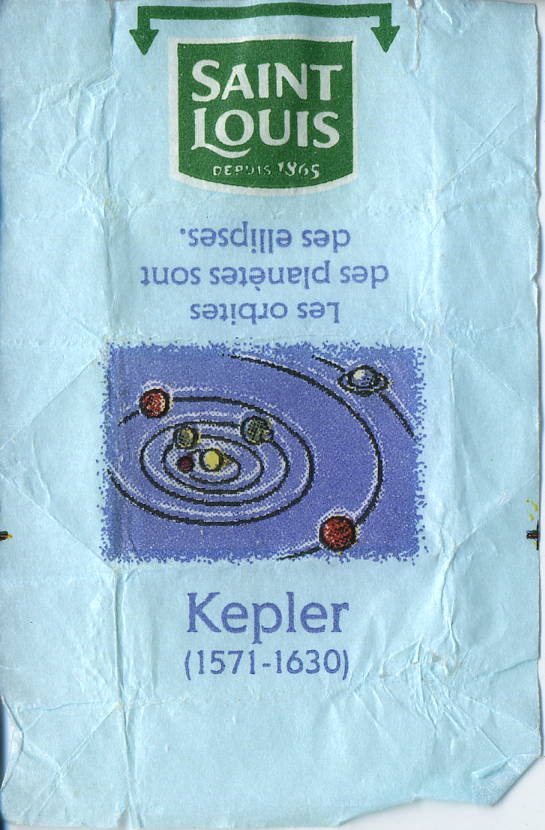 SAINT
LOUIS
DEPUIS 1865
Les orbites
des planètes sont
des ellipses.
Kepler
(1571-1630)